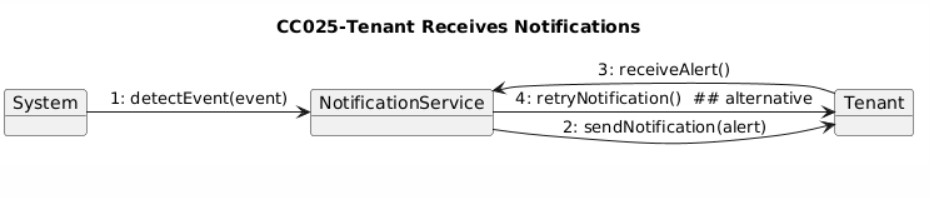 CC025-Tenant Receives Notifications
3: receiveAlert()
System
1: detectEvent(event)
NotificationService
4: retryNotification()  ## alternative
Tenant
2: sendNotification(alert)